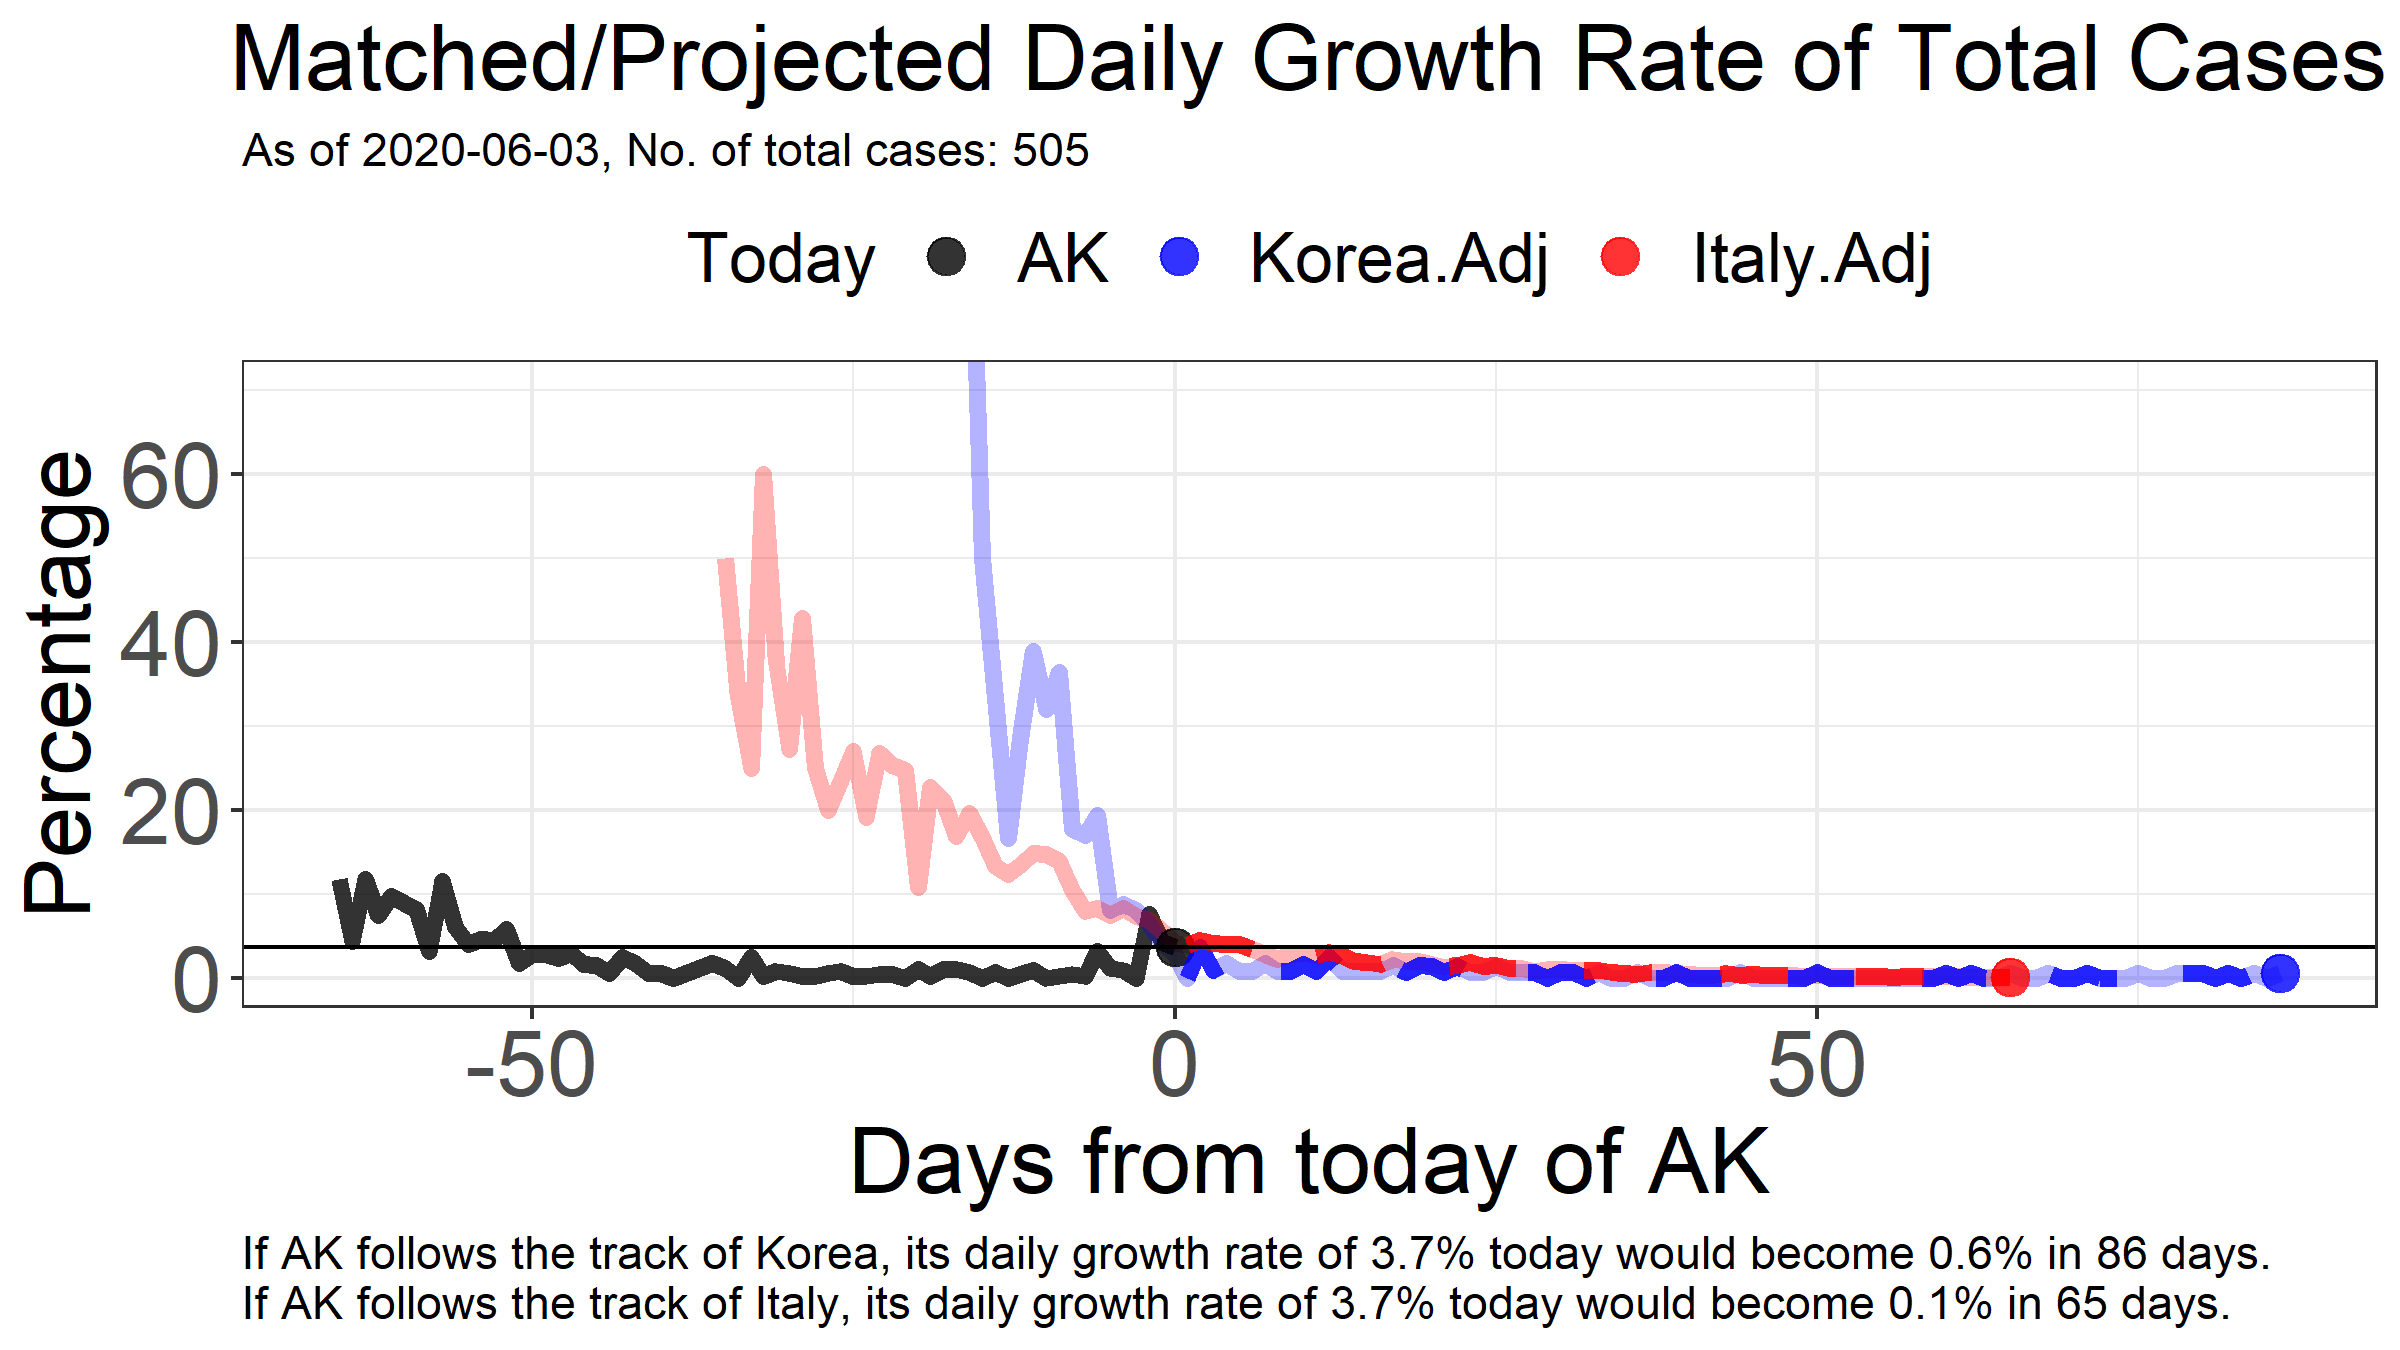 Matched/Projected Daily Growth Rate of Total Cases
As of 2020-06-03, No. of total cases: 505
Today AK Korea.Adj Italy.Adj
Percentage
60
40
20
0
-50 0 50
Days from today of AK
If AK follows the track of Korea, its daily growth rate of 3.7% today would become 0.6% in 86 days.
If AK follows the track of Italy, its daily growth rate of 3.7% today would become 0.1% in 65 days.